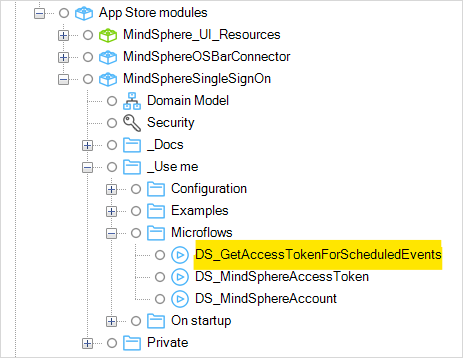 App Store modules
MindSphere_UI_Resources
MindSphereOSBarConnector
MindSphereSingleSignOn
Domain Model
Security
_Docs
_Use me
Configuration
Examples
Microflows
DS_GetAccessTokenForScheduledEvents
DS_MindSphereAccessToken
DS_MindSphereAccount
On startup
Private